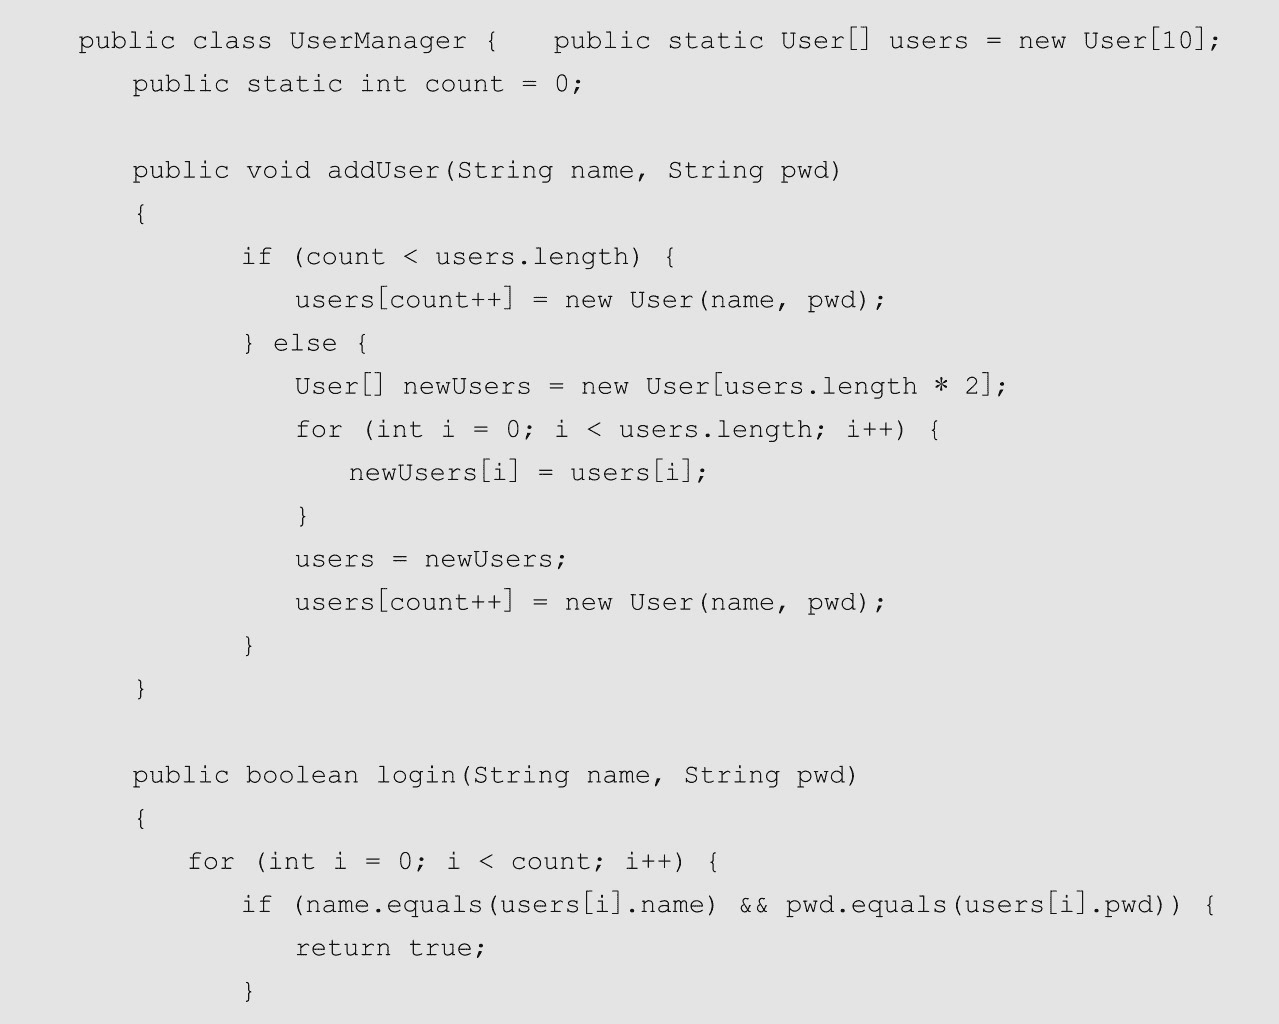 public class UserManager {   public static User[] users = new User[10];
public static int count = 0;
public void addUser(String name, String pwd)
{
if (count < users.length) {
users[count++] = new User(name, pwd);
} else {
User[] newUsers = new User[users.length * 2];
for (int i = 0; i < users.length; i++) {
newUsers[i] = users[i];
}
users = newUsers;
users[count++] = new User(name, pwd);
}
}
public boolean login(String name, String pwd)
{
for (int i = 0; i < count; i++) {
if (name.equals(users[i].name) && pwd.equals(users[i].pwd)) {
return true;
}